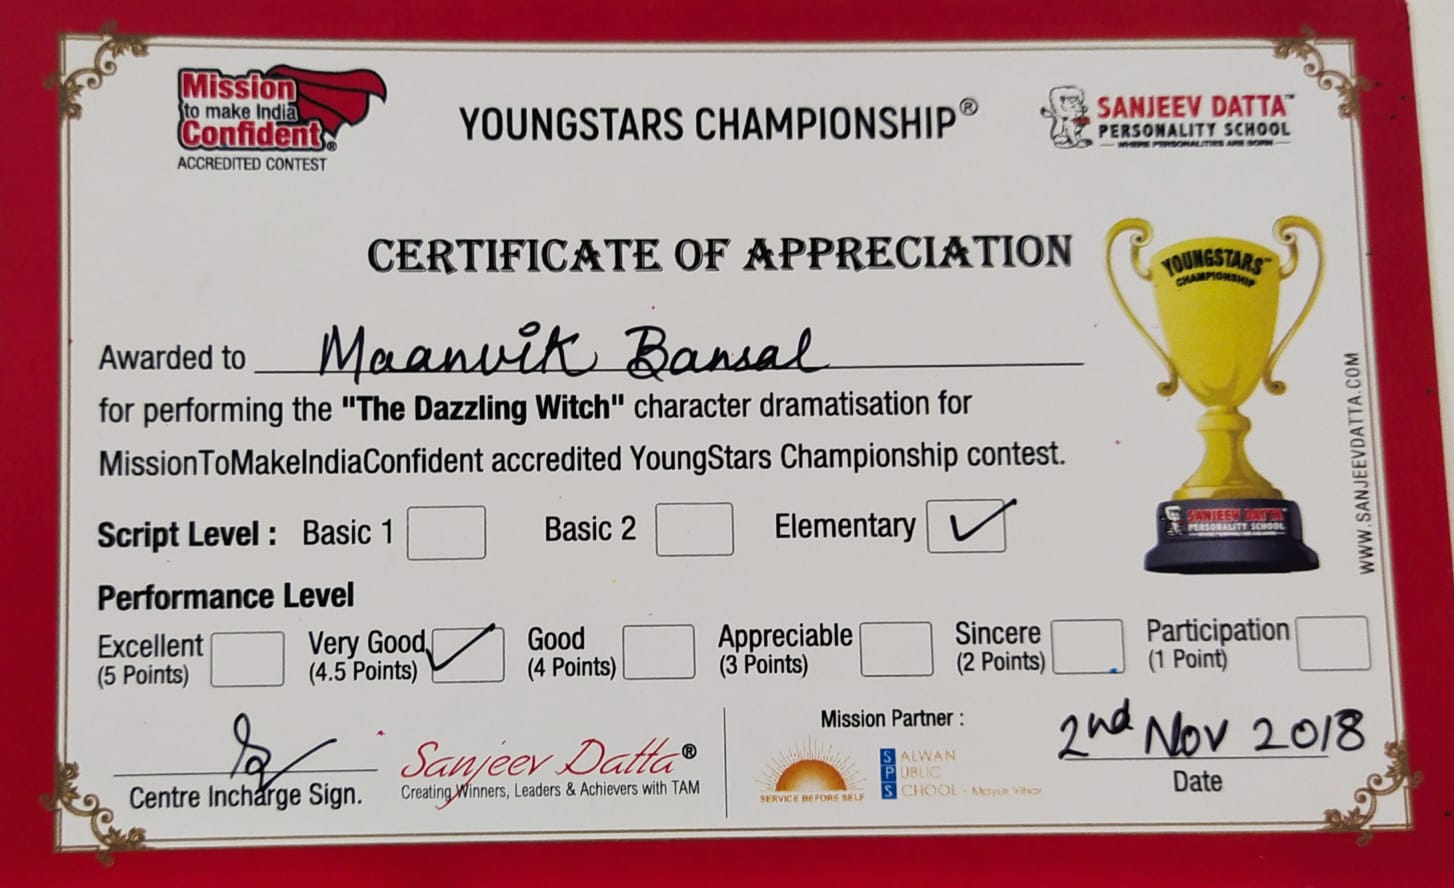 Mission
to make India
Confident®
ACCREDITED CONTEST
YOUNGSTARS CHAMPIONSHIP®
SANJEEV DATTA™
PERSONALITY SCHOOL
WHERE PERSONALITIES ARE BORN
CERTIFICATE OF APPRECIATION
YOUNGSTARS™
CHAMPIONSHIP
SANJEEV DATTA
PERSONALITY SCHOOL
WWW.SANJEEVDATTA.COM
Awarded to Maanvik Bansal
for performing the "The Dazzling Witch" character dramatisation for
MissionToMakeIndiaConfident accredited YoungStars Championship contest.
Script Level : Basic 1 Basic 2 Elementary ✓
Performance Level
Excellent Very Good ✓ Good Appreciable Sincere Participation
(5 Points) (4.5 Points) (4 Points) (3 Points) (2 Points) (1 Point)
Centre Incharge Sign.
Sanjeev Datta®
Creating Winners, Leaders & Achievers with TAM
Mission Partner :
SERVICE BEFORE SELF
SALWAN
PUBLIC
SCHOOL - Mayur Vihar
2nd Nov 2018
Date